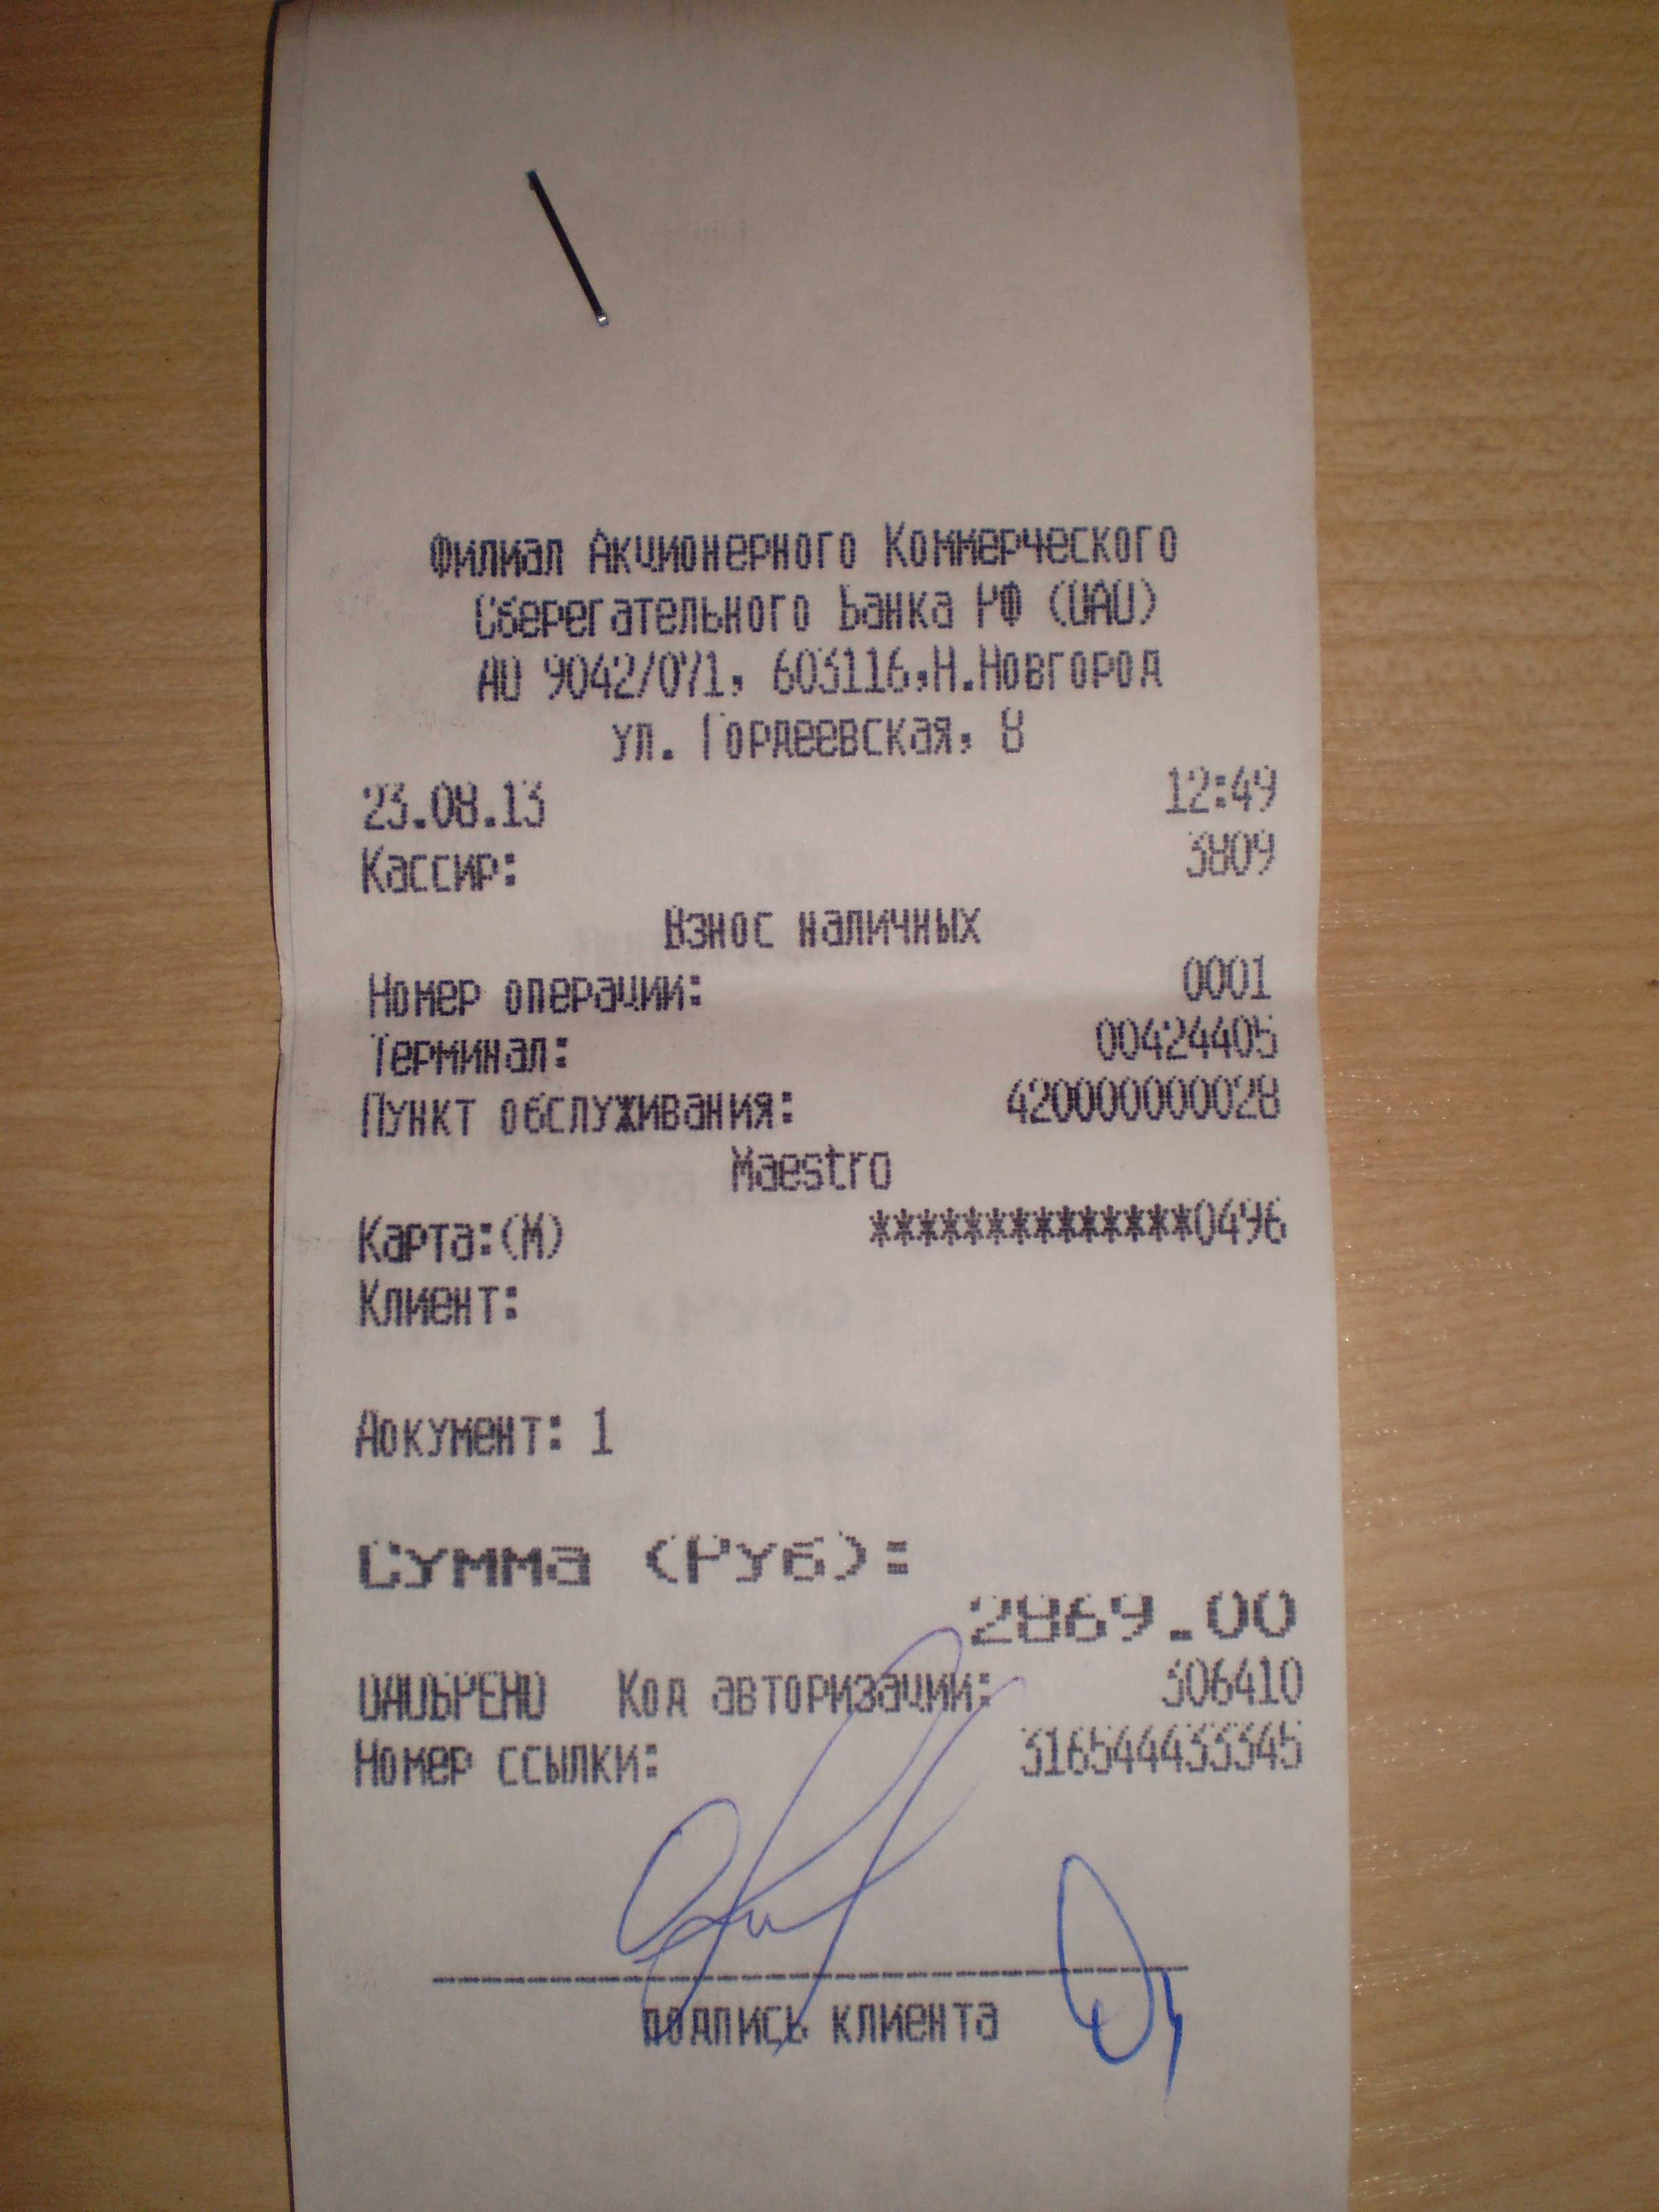 Филиал Акционерного Коммерческого
Сберегательного Банка РФ (ОАО)
ДО 9042/071, 603116,Н.Новгород
ул. Гордеевская, 8
23.08.13 12:49
Кассир: 3809
Взнос наличных
Номер операции: 0001
Терминал: 00424405
Пункт обслуживания: 420000000028
Maestro
Карта:(М) **************0496
Клиент:
Документ: 1
Сумма (Руб):
2869.00
ОДОБРЕНО Код авторизации: 306410
Номер ссылки: 316544433345
подпись клиента